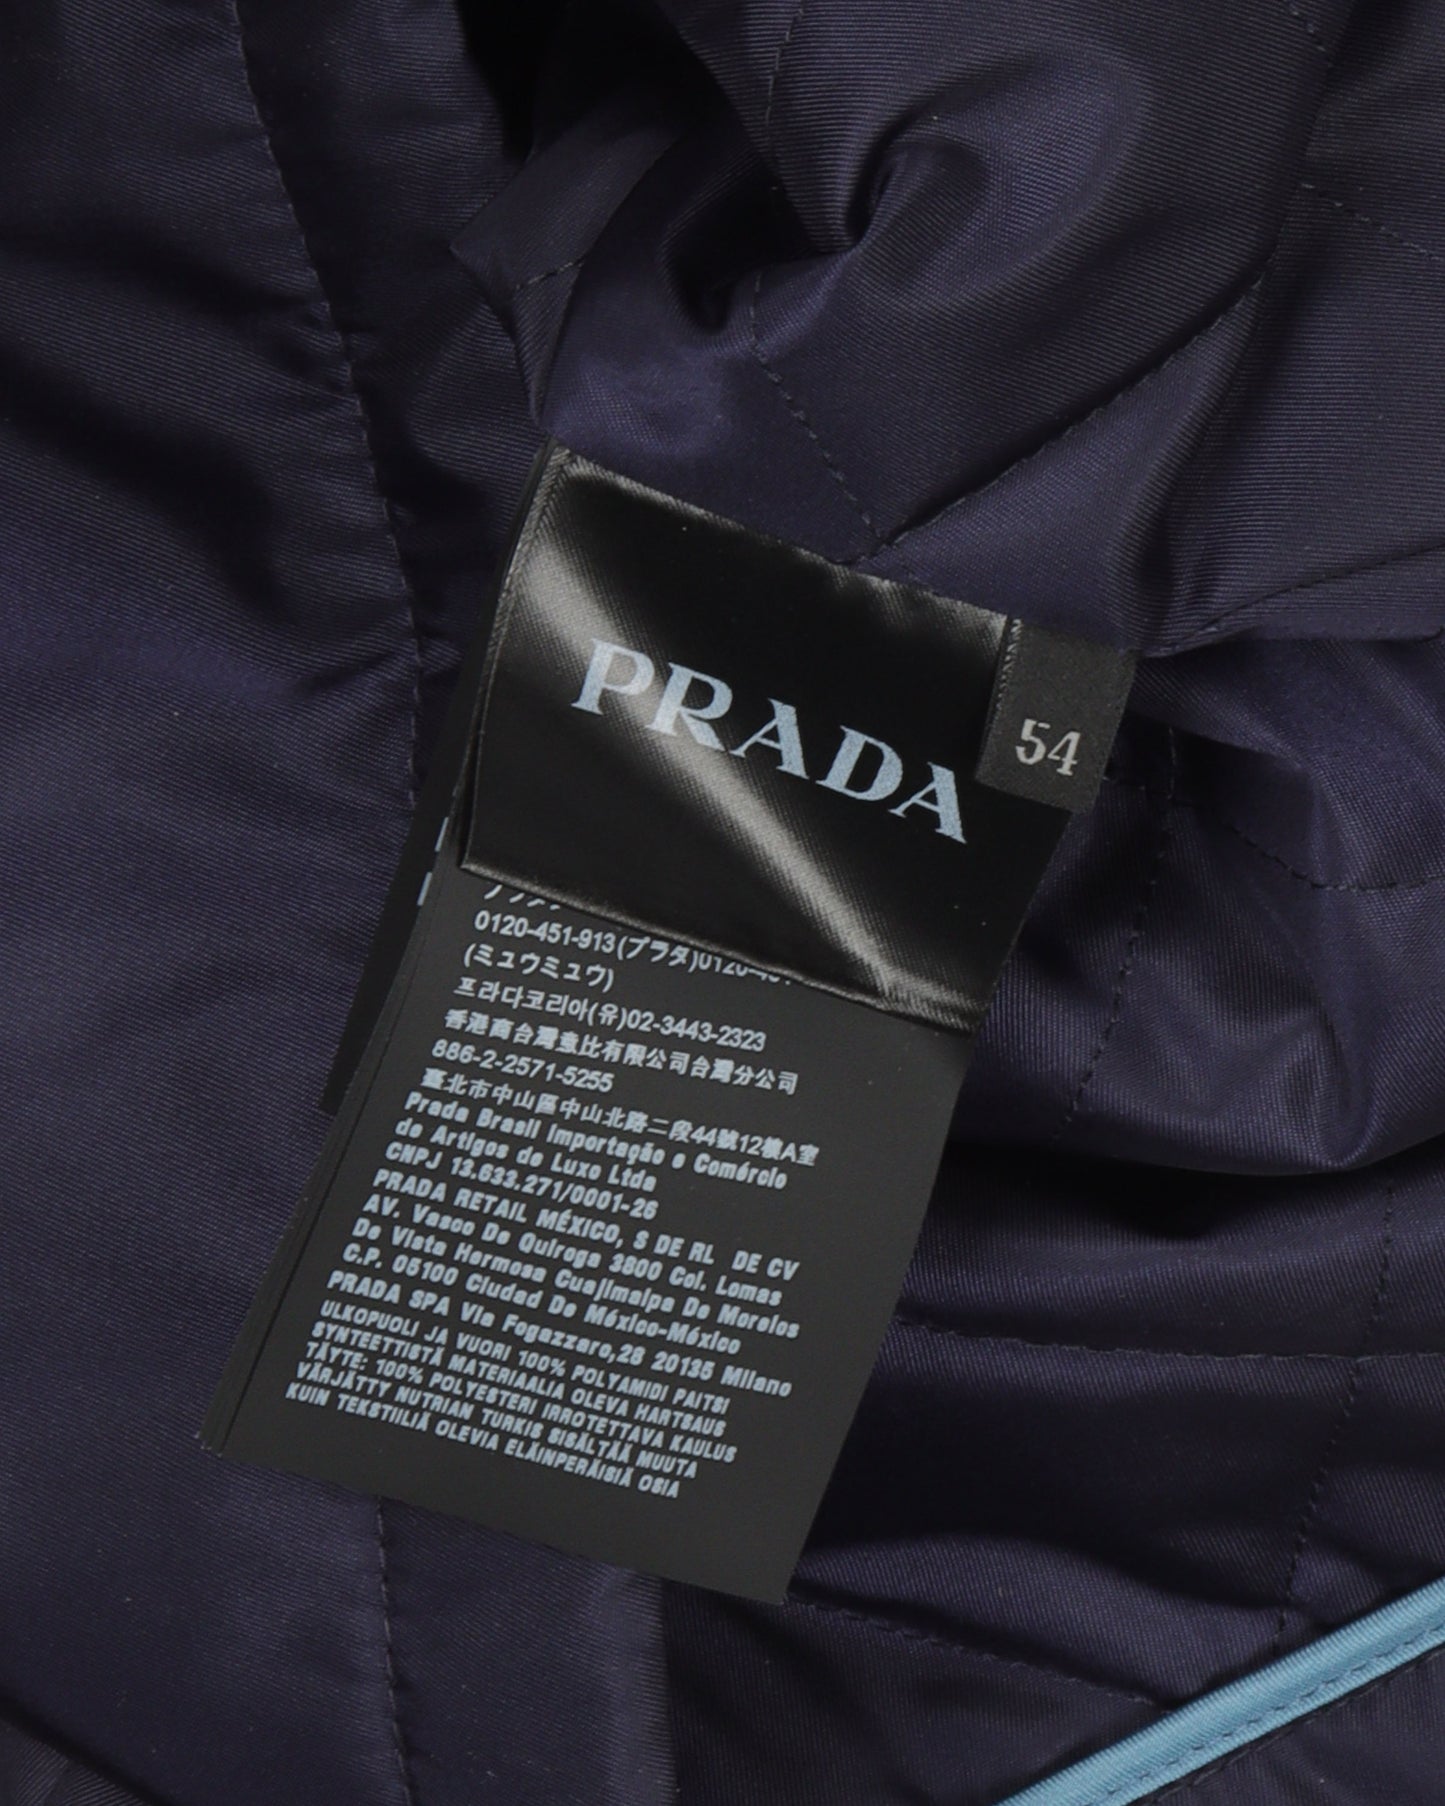 PRADA
54
0120-451-913(プラダ)0120-451
(ミュウミュウ)
프라다코리아(유)02-3443-2323
香港商台灣普比有限公司台灣分公司
886-2-2571-5255
臺北市中山區中山北路二段44號12樓A室
Prada Brasil Importação e Comércio
de Artigos de Luxo Ltda
CNPJ 13.633.271/0001-26
PRADA RETAIL MÉXICO, S DE RL DE CV
AV. Vasco De Quiroga 3800 Col. Lomas
De Vista Hermosa Cuajimalpa De Morelos
C.P. 05100 Ciudad De México-México
PRADA SPA Via Fogazzaro,28 20135 Milano
ULKOPUOLI JA VUORI 100% POLYAMIDI PAITSI
SYNTEETTISTÄ MATERIAALIA OLEVA HARTSAUS
TÄYTE: 100% POLYESTERI IRROTETTAVA KAULUS
VÄRJÄTTY NUTRIAN TURKIS SISÄLTÄÄ MUUTA
KUIN TEKSTIILIÄ OLEVIA ELÄINPERÄISIÄ OSIA